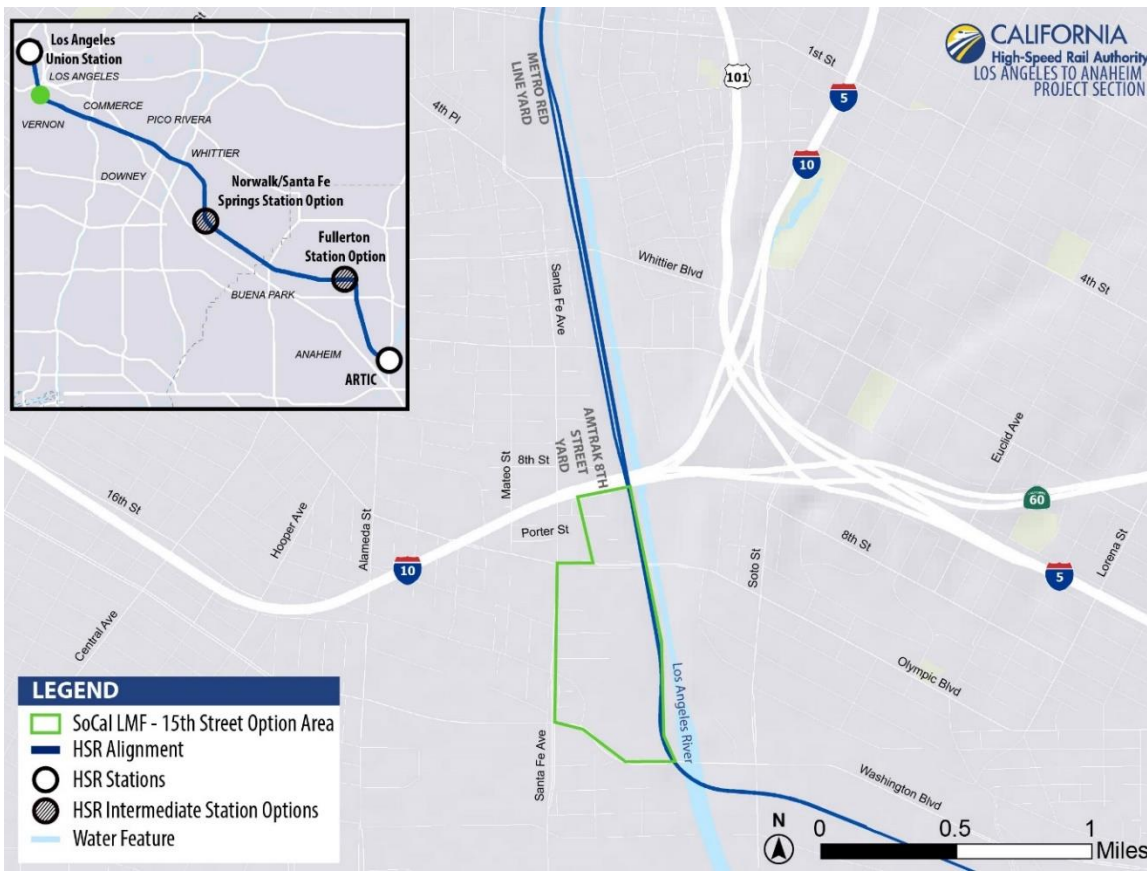 Los Angeles
Union Station
LOS ANGELES
COMMERCE
VERNON
PICO RIVERA
WHITTIER
DOWNEY
Norwalk/Santa Fe
Springs Station Option
Fullerton
Station Option
BUENA PARK
ANAHEIM
ARTIC
CALIFORNIA
High-Speed Rail Authority
LOS ANGELES TO ANAHEIM
PROJECT SECTION
METRO RED
LINE YARD
101
1st St
5
10
4th Pl
Whittier Blvd
4th St
Santa Fe Ave
AMTRAK 8TH
STREET
YARD
Euclid Ave
8th St
Mateo St
60
16th St
Hooper Ave
Alameda St
Porter St
10
Soto St
8th St
5
Lorena St
Central Ave
Olympic Blvd
Los Angeles River
Santa Fe Ave
Washington Blvd
LEGEND
SoCal LMF - 15th Street Option Area
HSR Alignment
HSR Stations
HSR Intermediate Station Options
Water Feature
N
0 0.5 1
Miles